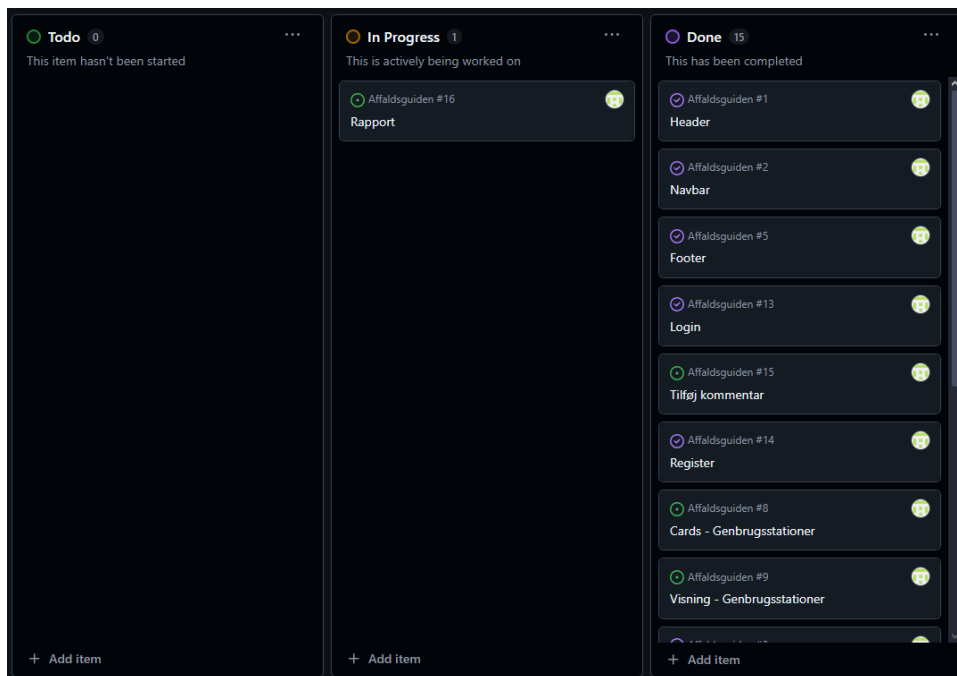 Todo 0
This item hasn't been started
Add item
In Progress 1
This is actively being worked on
Affaldsguiden #16
Rapport
Add item
Done 15
This has been completed
Affaldsguiden #1
Header
Affaldsguiden #2
Navbar
Affaldsguiden #5
Footer
Affaldsguiden #13
Login
Affaldsguiden #15
Tilføj kommentar
Affaldsguiden #14
Register
Affaldsguiden #8
Cards - Genbrugsstationer
Affaldsguiden #9
Visning - Genbrugsstationer
Add item